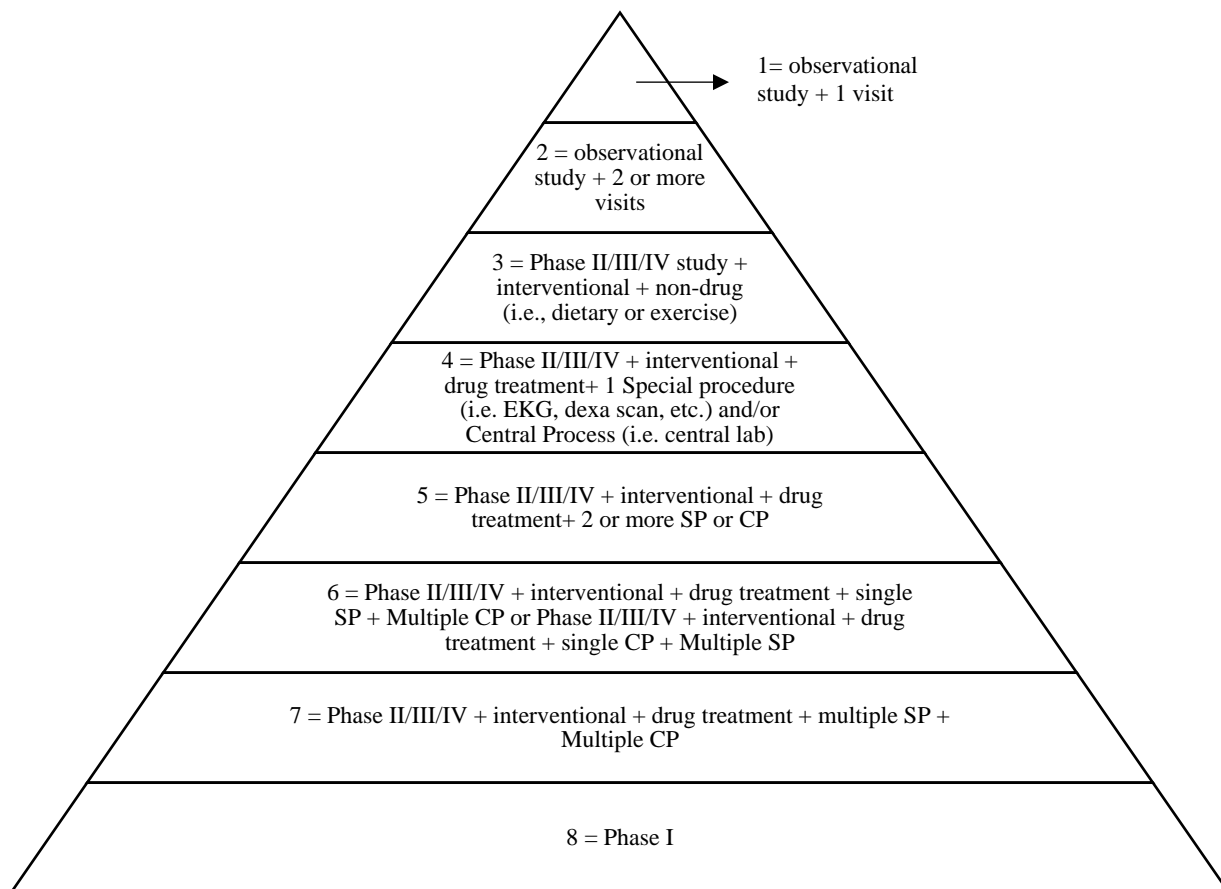 1= observational
study + 1 visit
2 = observational
study + 2 or more
visits
3 = Phase II/III/IV study +
interventional + non-drug
(i.e., dietary or exercise)
4 = Phase II/III/IV + interventional +
drug treatment+ 1 Special procedure
(i.e. EKG, dexa scan, etc.) and/or
Central Process (i.e. central lab)
5 = Phase II/III/IV + interventional + drug
treatment+ 2 or more SP or CP
6 = Phase II/III/IV + interventional + drug treatment + single
SP + Multiple CP or Phase II/III/IV + interventional + drug
treatment + single CP + Multiple SP
7 = Phase II/III/IV + interventional + drug treatment + multiple SP +
Multiple CP
8 = Phase I